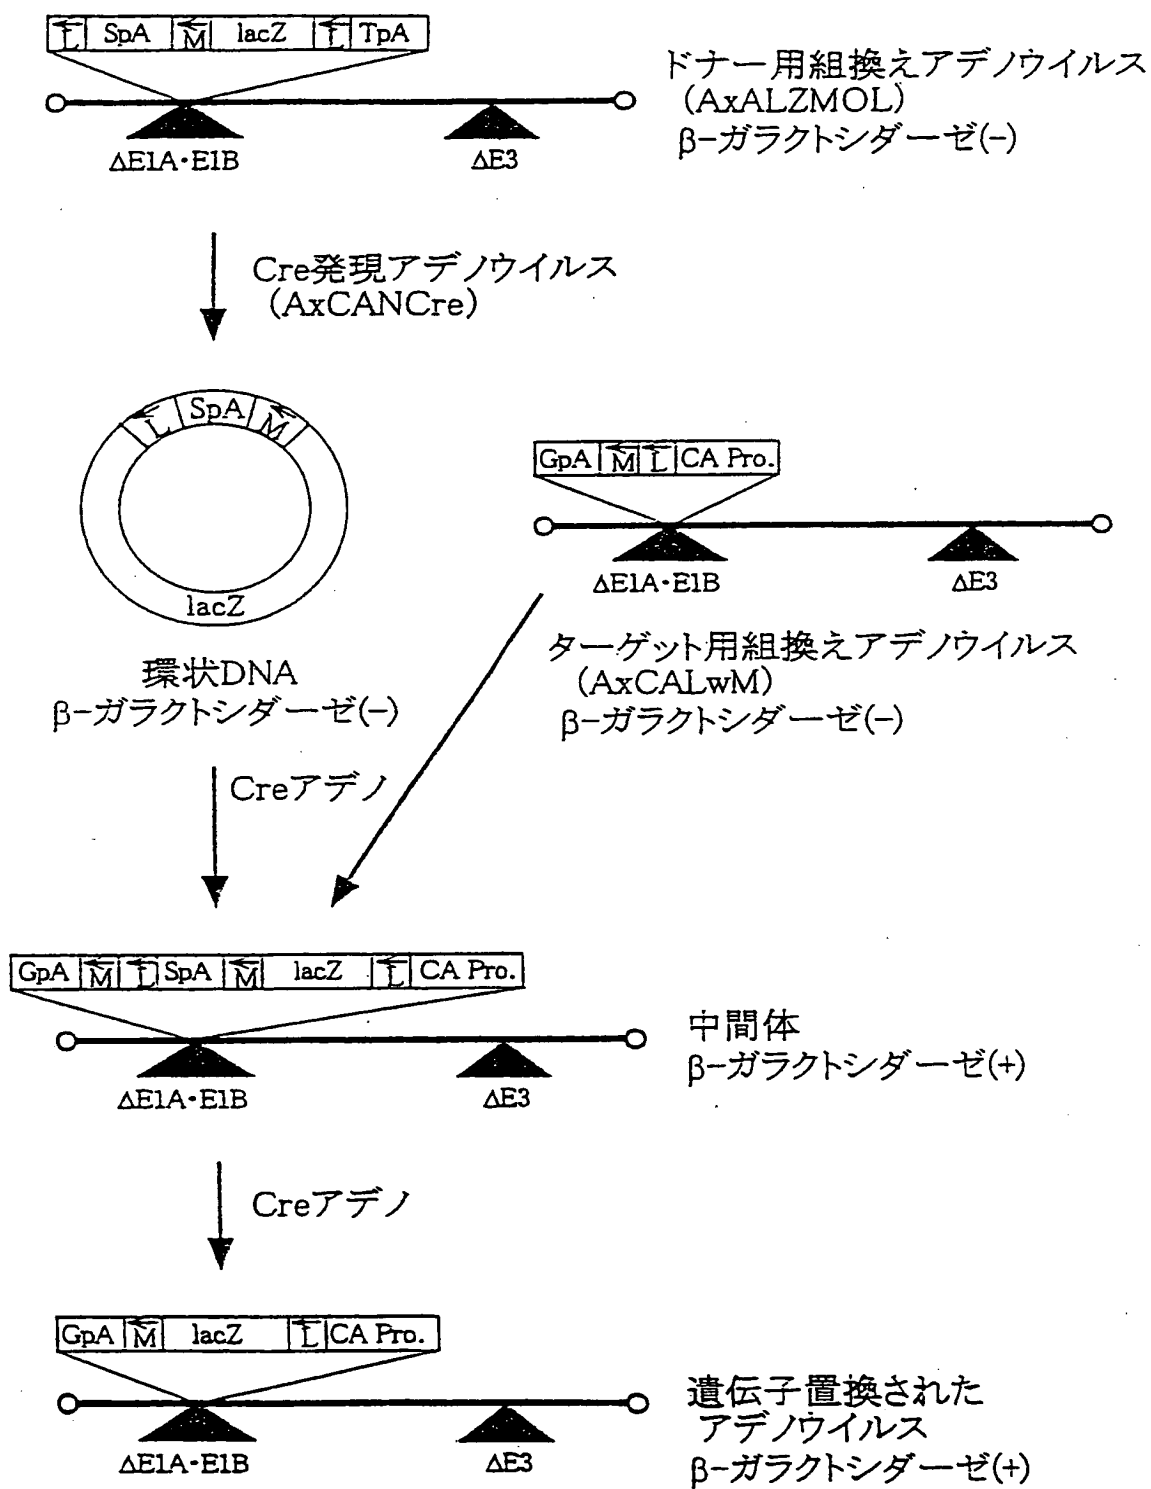 L SpA M lacZ L TpA
ΔE1A·E1B
ΔE3
ドナー用組換えアデノウイルス
(AxALZMOL)
β-ガラクトシダーゼ(-)
Cre発現アデノウイルス
(AxCANCre)
L SpA M
lacZ
環状DNA
β-ガラクトシダーゼ(-)
GpA M L CA Pro.
ΔE1A·E1B
ΔE3
ターゲット用組換えアデノウイルス
(AxCALwM)
β-ガラクトシダーゼ(-)
Creアデノ
GpA M L SpA M lacZ L CA Pro.
ΔE1A·E1B
ΔE3
中間体
β-ガラクトシダーゼ(+)
Creアデノ
GpA M lacZ L CA Pro.
ΔE1A·E1B
ΔE3
遺伝子置換された
アデノウイルス
β-ガラクトシダーゼ(+)